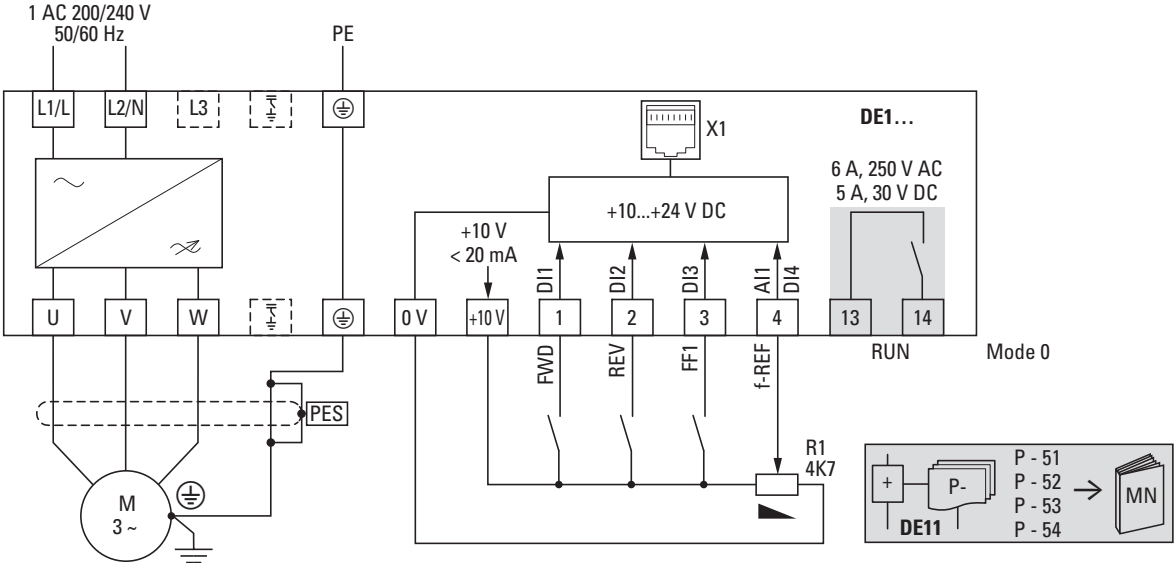 1 AC 200/240 V
50/60 Hz
PE
L1/L
L2/N
L3
X1
DE1...
6 A, 250 V AC
5 A, 30 V DC
+10...+24 V DC
+10 V
< 20 mA
DI1
DI2
DI3
AI1
DI4
U
V
W
0 V
+10 V
1
2
3
4
13
14
FWD
REV
FF1
f-REF
RUN
Mode 0
PES
R1
4K7
M
3 ~
+
P-
DE11
P - 51
P - 52
P - 53
P - 54
MN